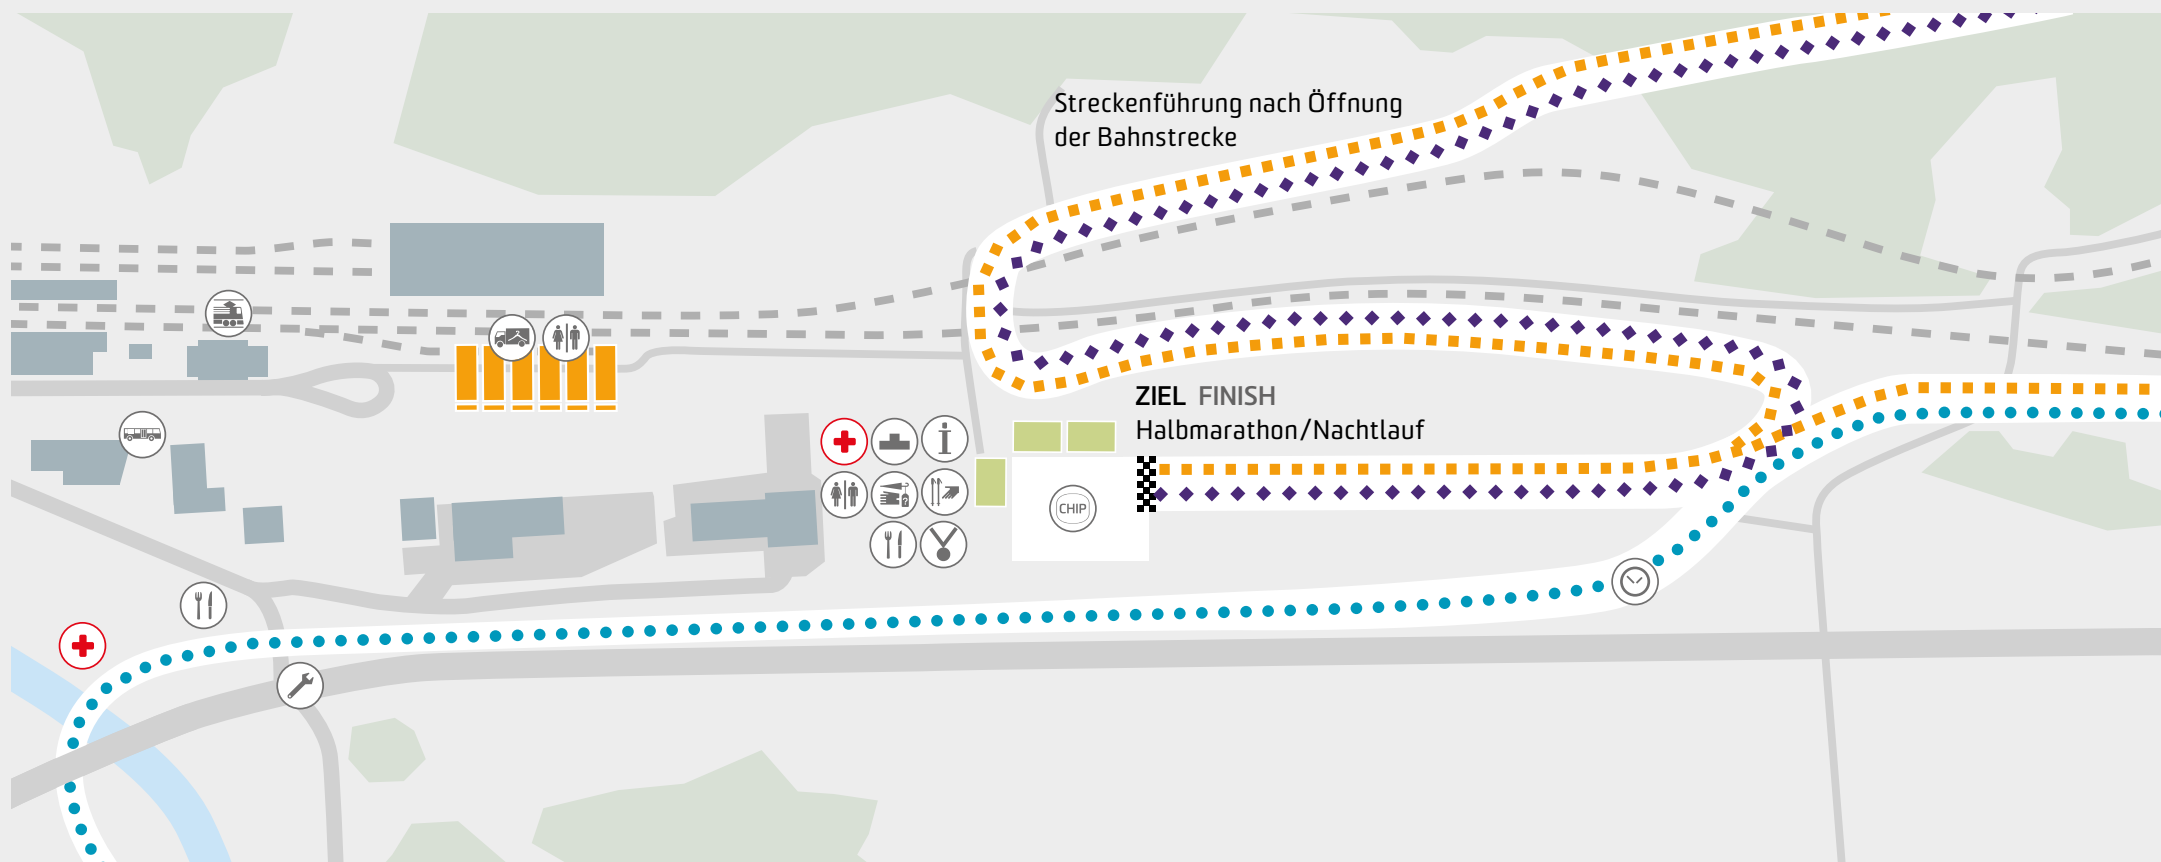 Streckenführung nach Öffnung
der Bahnstrecke
ZIEL FINISH
Halbmarathon/Nachtlauf
CHIP